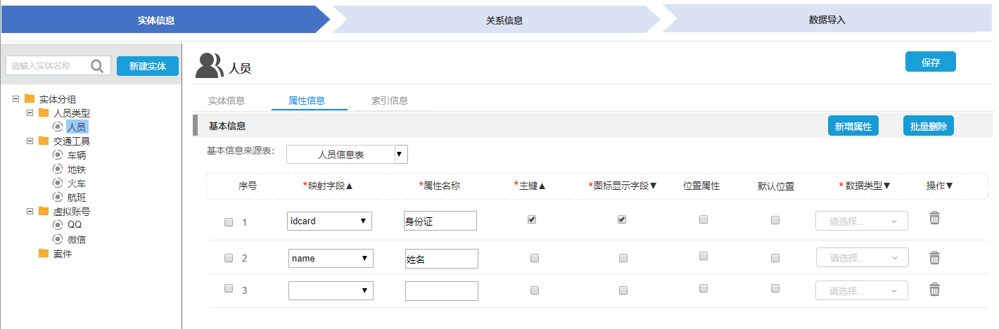 实体信息 关系信息 数据导入
请输入实体名称 新建实体
人员 保存
实体分组
人员类型
人员
交通工具
车辆
地铁
火车
航班
虚拟账号
QQ
微信
案件
实体信息 属性信息 索引信息
基本信息 新增属性 批量删除
基本信息来源表: 人员信息表 ▼
序号 *映射字段▲ *属性名称 *主键▲ *图标显示字段▼ 位置属性 默认位置 *数据类型▼ 操作▼
1 idcard ▼ 身份证 请选择...
2 name ▼ 姓名 请选择...
3 ▼ 请选择...